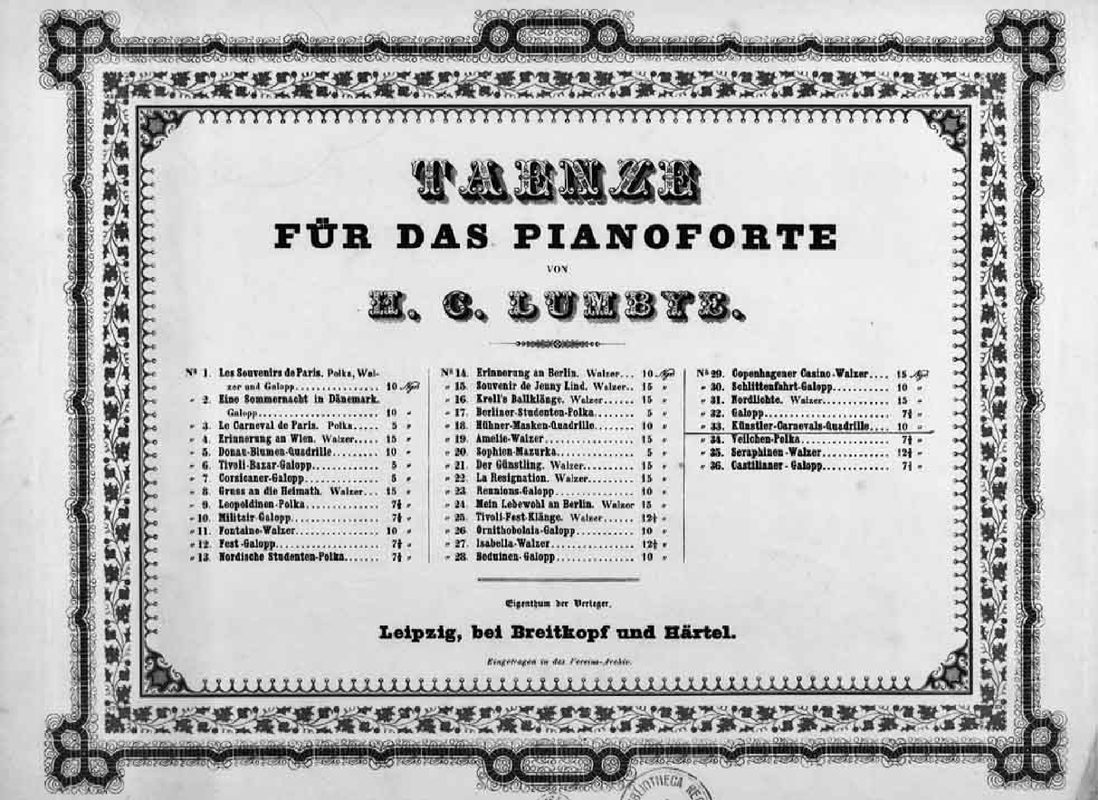 TAENZE
FÜR DAS PIANOFORTE
VON
H. C. LUMBYE.
No 1. Les Souvenirs de Paris. Polka, Wal-
zer und Galopp 10 Ngr
" 2. Eine Sommernacht in Dänemark.
Galopp 10 "
" 3. Le Carneval de Paris. Polka 5 "
" 4. Erinnerung an Wien. Walzer 15 "
" 5. Donau-Blumen-Quadrille 10 "
" 6. Tivoli-Bazar-Galopp 5 "
" 7. Corsicaner-Galopp 5 "
" 8. Gruss an die Heimath. Walzer 15 "
" 9. Leopoldinen-Polka 7½ "
" 10. Militair-Galopp 7½ "
" 11. Fontaine-Walzer 10 "
" 12. Fest-Galopp 7½ "
" 13. Nordische Studenten-Polka 7½ "
No 14. Erinnerung an Berlin. Walzer 10 Ngr
" 15. Souvenir de Jenny Lind. Walzer 15 "
" 16. Kroll's Ballklänge. Walzer 15 "
" 17. Berliner-Studenten-Polka 5 "
" 18. Hühner-Masken-Quadrille 10 "
" 19. Amelie-Walzer 15 "
" 20. Sophien-Mazurka 5 "
" 21. Der Günstling. Walzer 15 "
" 22. La Resignation. Walzer 15 "
" 23. Reunions-Galopp 10 "
" 24. Mein Lebewohl an Berlin. Walzer 15 "
" 25. Tivoli-Fest-Klänge. Walzer 12½ "
" 26. Ornithobolaia-Galopp 10 "
" 27. Isabella-Walzer 12½ "
" 28. Beduinen-Galopp 10 "
No 29. Copenhagener Casino-Walzer 15 Ngr
" 30. Schlittenfahrt-Galopp 10 "
" 31. Nordlichte. Walzer 15 "
" 32. Galopp 7½ "
" 33. Künstler-Carnevals-Quadrille 10 "
" 34. Veilchen-Polka 7½ "
" 35. Seraphinen-Walzer 12½ "
" 36. Castilianer-Galopp 7½ "
Eigenthum der Verleger.
Leipzig, bei Breitkopf und Härtel.
Eingetragen in das Vereins-Archiv.
BIBLIOTHECA REG